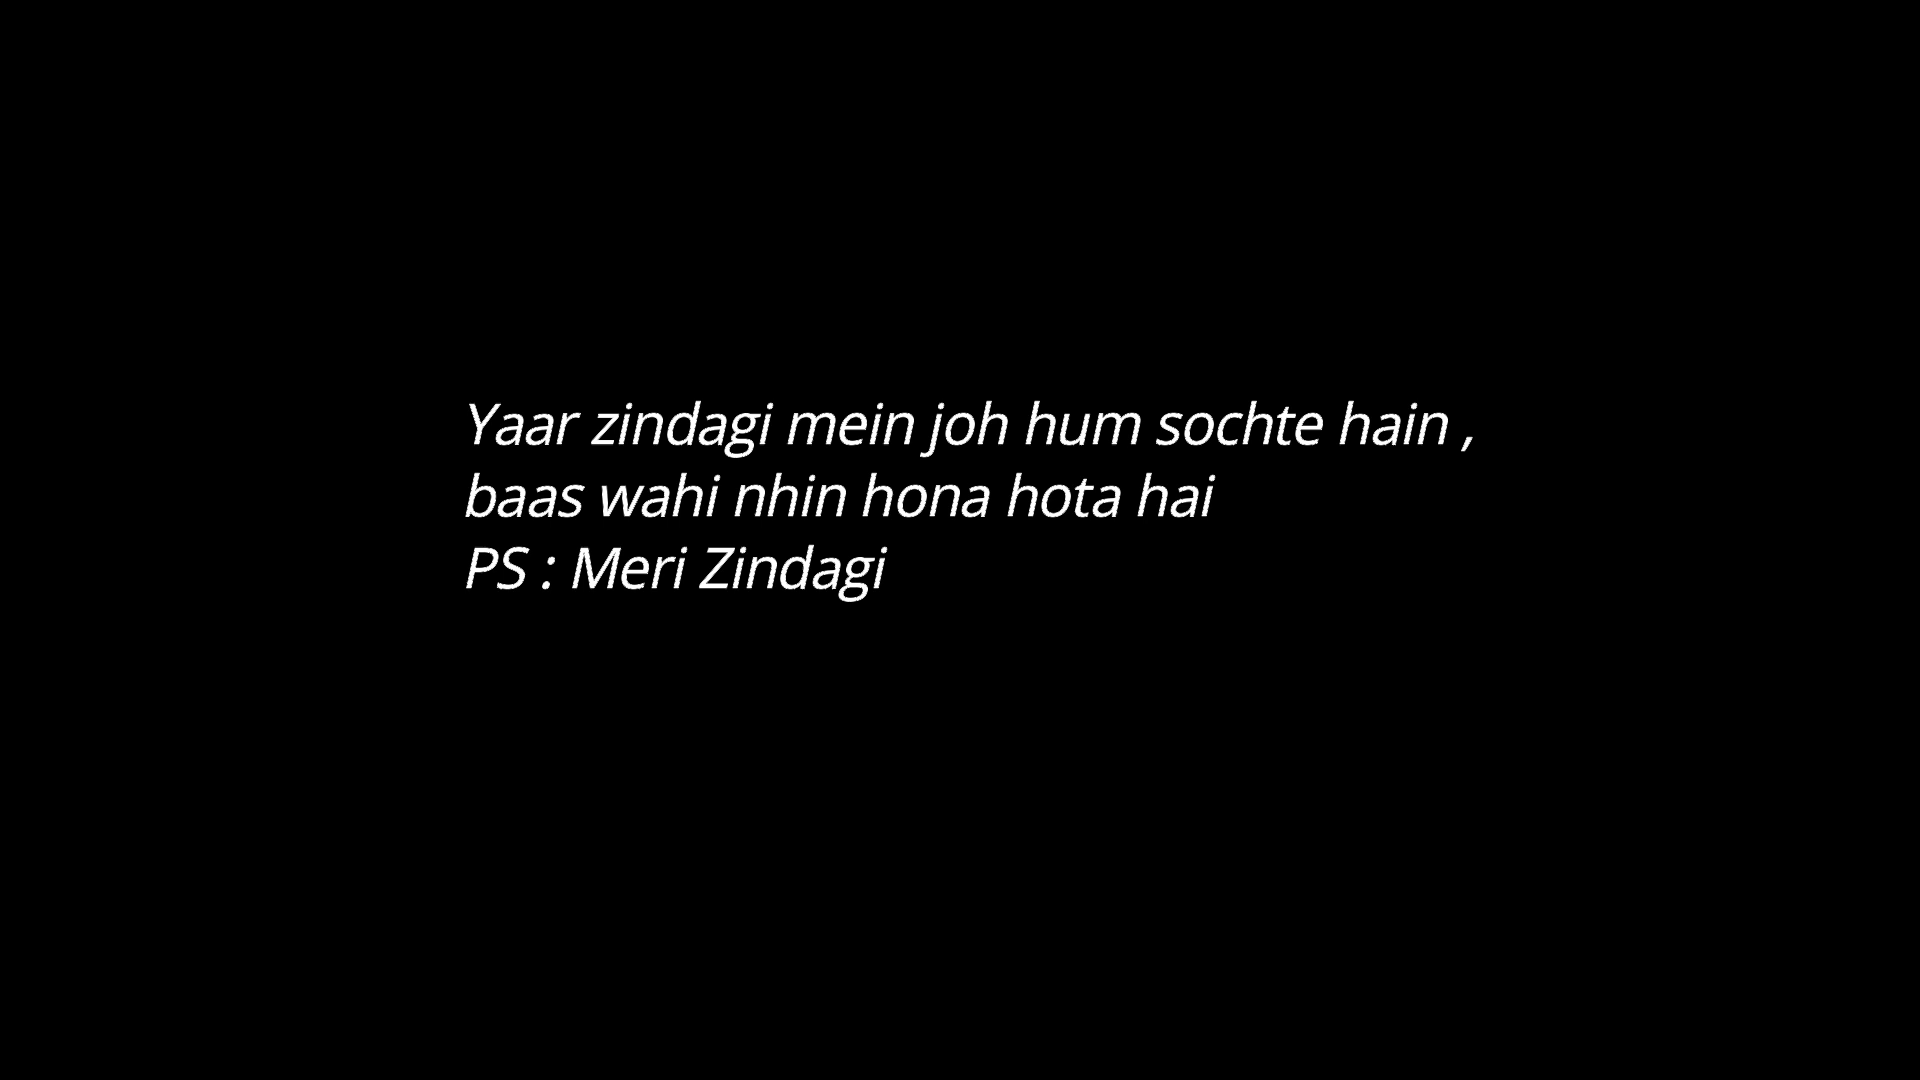 Yaar zindagi mein joh hum sochte hain ,
baas wahi nhin hona hota hai
PS : Meri Zindagi